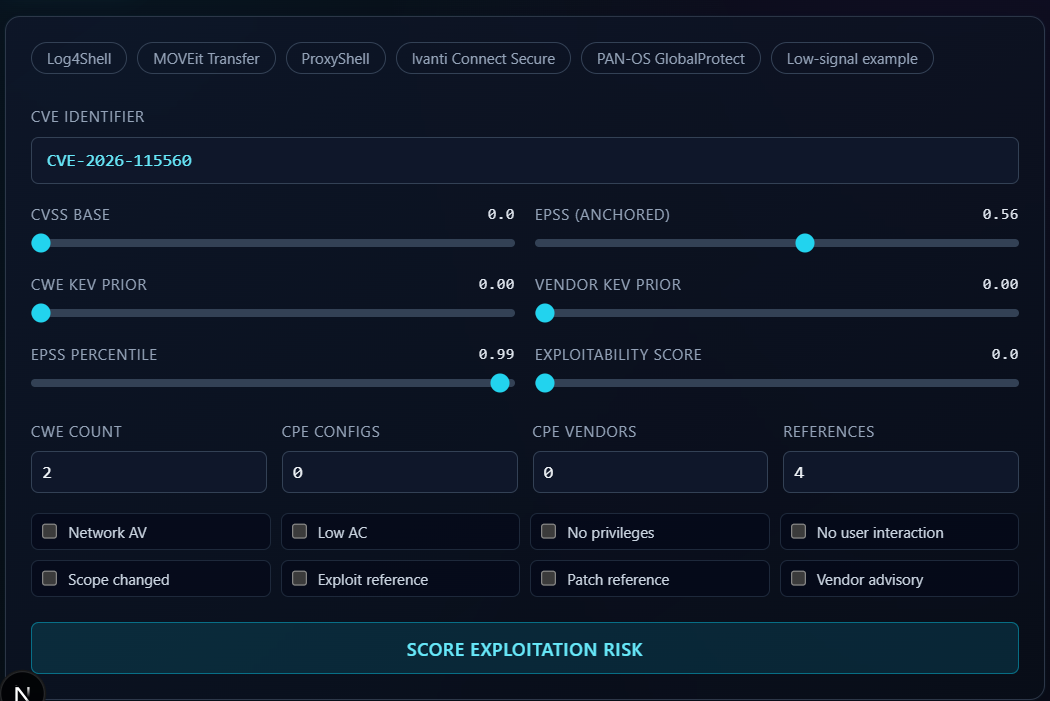 Log4Shell MOVEit Transfer ProxyShell Ivanti Connect Secure PAN-OS GlobalProtect Low-signal example
CVE IDENTIFIER
CVE-2026-115560
CVSS BASE 0.0 EPSS (ANCHORED) 0.56
CWE KEV PRIOR 0.00 VENDOR KEV PRIOR 0.00
EPSS PERCENTILE 0.99 EXPLOITABILITY SCORE 0.0
CWE COUNT CPE CONFIGS CPE VENDORS REFERENCES
2 0 0 4
Network AV Low AC No privileges No user interaction
Scope changed Exploit reference Patch reference Vendor advisory
SCORE EXPLOITATION RISK
N